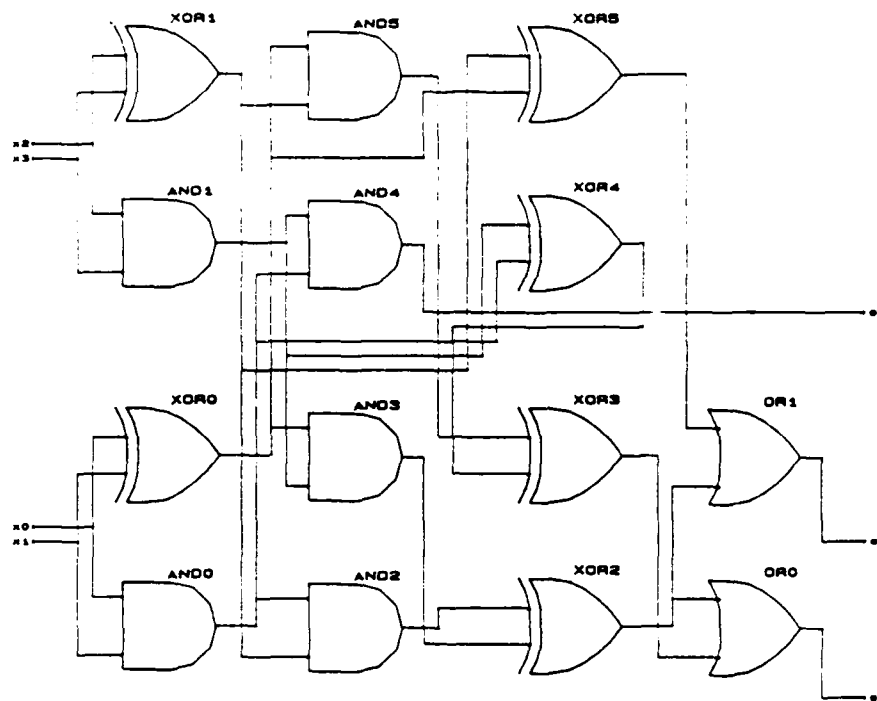 XOR1 AND5 XOR5
x2
x3
AND1 AND4 XOR4
XOR0 AND3 XOR3 OR1
x0
x1
AND0 AND2 XOR2 OR0